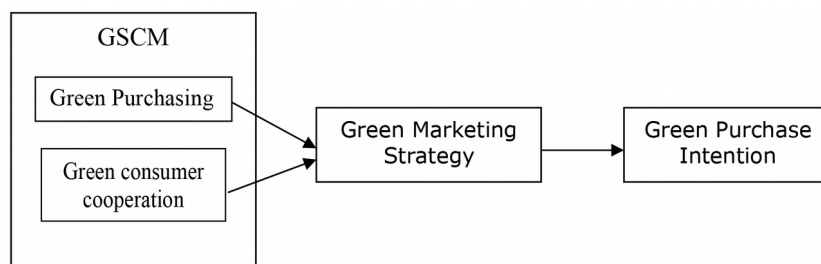 GSCM
Green Purchasing
Green consumer
cooperation
Green Marketing
Strategy
Green Purchase
Intention